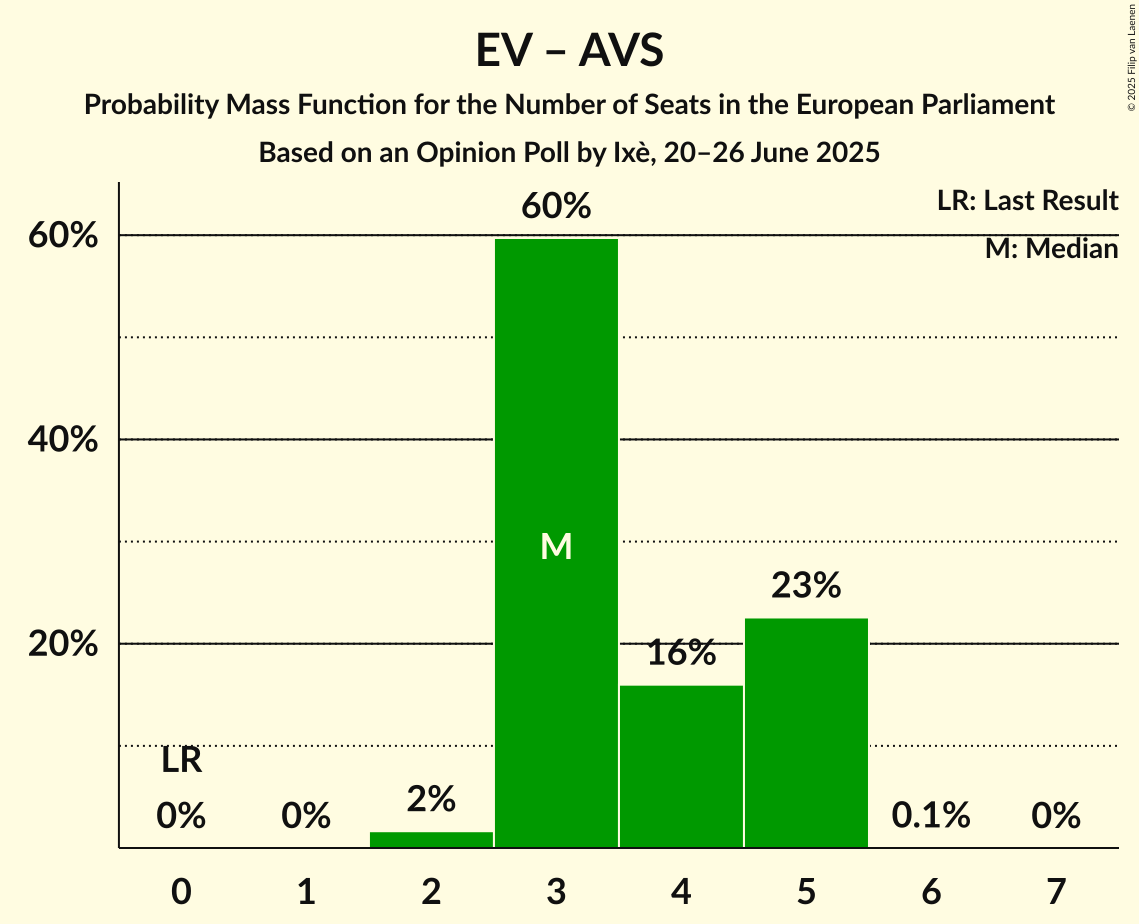 EV – AVS
Probability Mass Function for the Number of Seats in the European Parliament
Based on an Opinion Poll by Ixè, 20–26 June 2025
© 2025 Filip van Laenen
LR: Last Result
M: Median
60%
40%
20%
LR
0%
0%
2%
60%
M
16%
23%
0.1%
0%
0 1 2 3 4 5 6 7